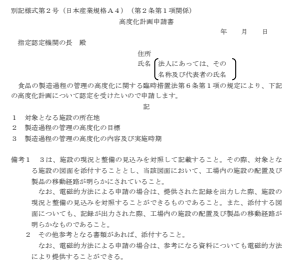 別記様式第2号（日本産業規格A4）（第2条第1項関係）
高度化計画申請書
年　月　日
指定認定機関の長　殿
住所
氏名 法人にあっては、その
名称及び代表者の氏名
食品の製造過程の管理の高度化に関する臨時措置法第6条第1項の規定により、下記
の高度化計画について認定を受けたいので申請します。
記
1　対象となる施設の所在地
2　製造過程の管理の高度化の目標
3　製造過程の管理の高度化の内容及び実施時期
備考1　3は、施設の現況と整備の見込みを対照して記載すること。その際、対象とな
る施設の図面を添付することとし、当該図面において、工場内の施設の配置及び
製品の移動経路が明らかにされていること。
なお、電磁的方法による申請の場合は、提供された記録を出力した際、施設の
現況と整備の見込みを対照することができるものであること。また、添付する図
面についても、記録が出力された際、工場内の施設の配置及び製品の移動経路が
明らかなものであること。
2　その他参考となる書類があれば、添付すること。
なお、電磁的方法による申請の場合は、参考になる資料についても電磁的方法
により提供できる。